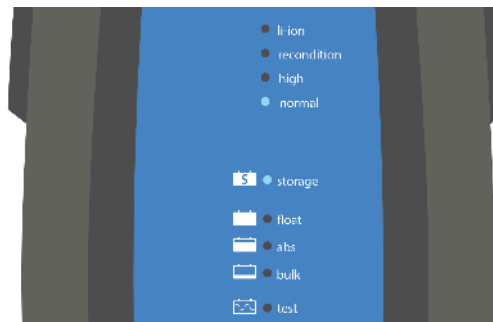 li-ion
recondition
high
normal
S storage
float
abs
bulk
test